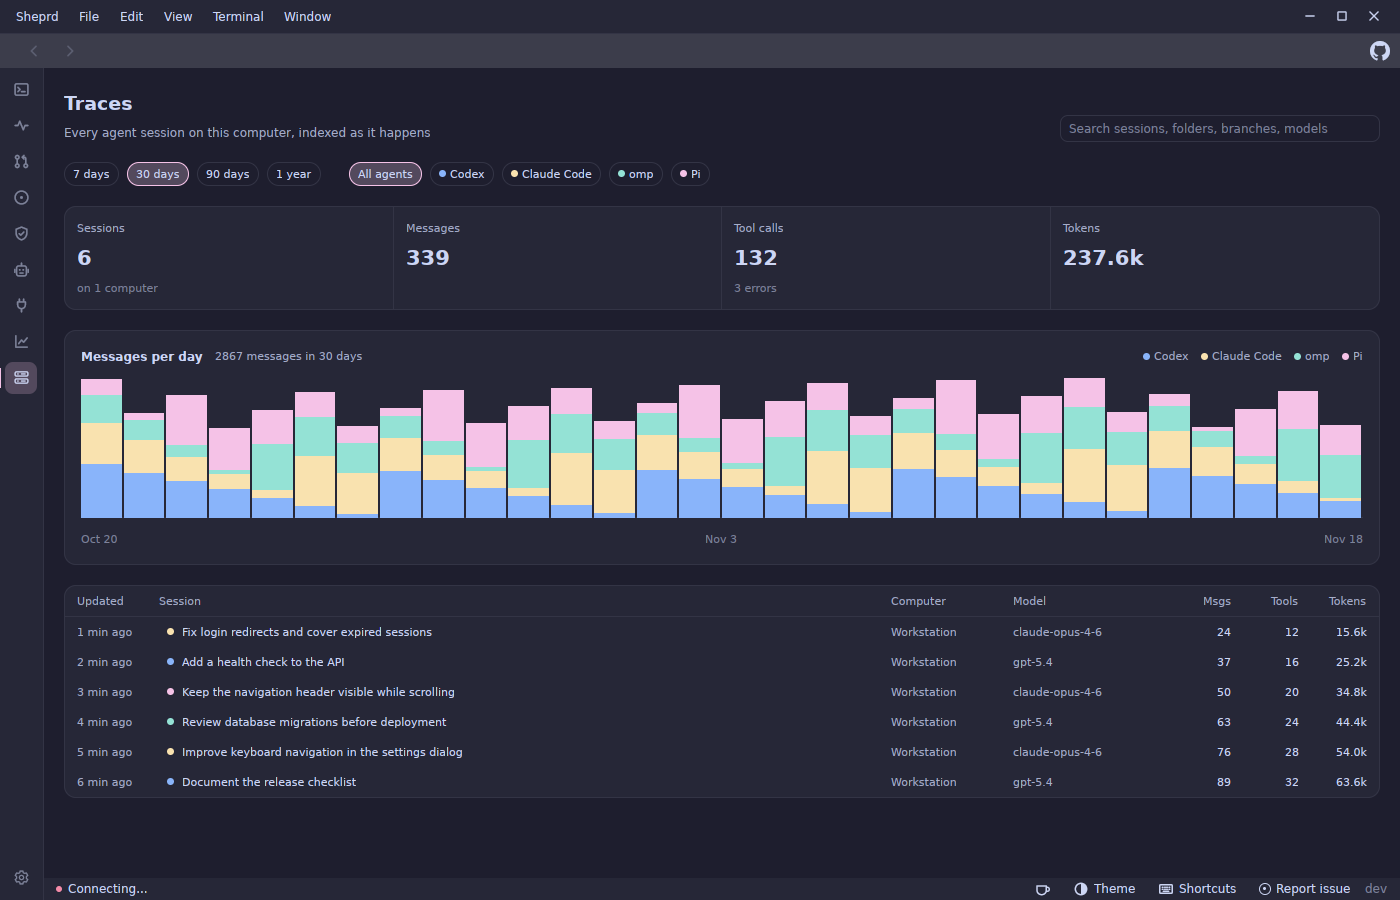 Sheprd File Edit View Terminal Window
Traces
Every agent session on this computer, indexed as it happens
Search sessions, folders, branches, models
7 days 30 days 90 days 1 year All agents Codex Claude Code omp Pi
Sessions Messages Tool calls Tokens
6 339 132 237.6k
on 1 computer 3 errors
Messages per day 2867 messages in 30 days Codex Claude Code omp Pi
Oct 20 Nov 3 Nov 18
Updated Session Computer Model Msgs Tools Tokens
1 min ago Fix login redirects and cover expired sessions Workstation claude-opus-4-6 24 12 15.6k
2 min ago Add a health check to the API Workstation gpt-5.4 37 16 25.2k
3 min ago Keep the navigation header visible while scrolling Workstation claude-opus-4-6 50 20 34.8k
4 min ago Review database migrations before deployment Workstation gpt-5.4 63 24 44.4k
5 min ago Improve keyboard navigation in the settings dialog Workstation claude-opus-4-6 76 28 54.0k
6 min ago Document the release checklist Workstation gpt-5.4 89 32 63.6k
Connecting... Theme Shortcuts Report issue dev